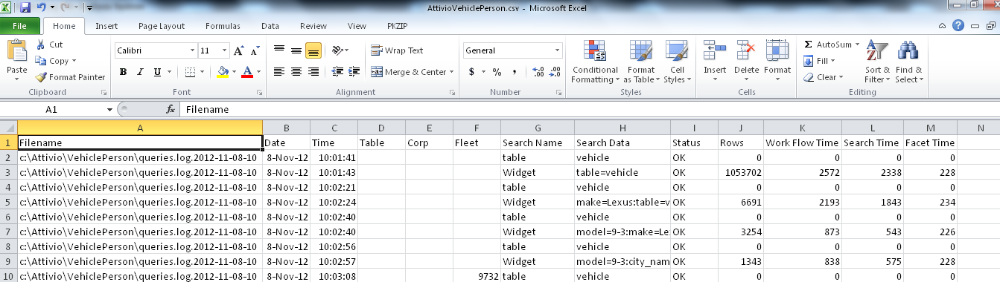 AttivioVehiclePerson.csv - Microsoft Excel
File Home Insert Page Layout Formulas Data Review View PKZIP
Paste Cut Copy Format Painter Clipboard
Calibri 11 A A B I U A Font
Wrap Text Merge & Center Alignment
General $ % , .0 .00 .00 .0 Number
Conditional Formatting Format as Table Cell Styles Styles
Insert Delete Format Cells
Σ AutoSum Fill Clear Sort & Filter Find & Select Editing
A1 fx Filename
A B C D E F G H I J K L M N
1 Filename Date Time Table Corp Fleet Search Name Search Data Status Rows Work Flow Time Search Time Facet Time
2 c:\Attivio\VehiclePerson\queries.log.2012-11-08-10 8-Nov-12 10:01:41 table vehicle OK 0 0 0 0
3 c:\Attivio\VehiclePerson\queries.log.2012-11-08-10 8-Nov-12 10:01:43 Widget table=vehicle OK 1053702 2572 2338 228
4 c:\Attivio\VehiclePerson\queries.log.2012-11-08-10 8-Nov-12 10:02:21 table vehicle OK 0 0 0 0
5 c:\Attivio\VehiclePerson\queries.log.2012-11-08-10 8-Nov-12 10:02:24 Widget make=Lexus:table=v OK 6691 2193 1843 234
6 c:\Attivio\VehiclePerson\queries.log.2012-11-08-10 8-Nov-12 10:02:40 table vehicle OK 0 0 0 0
7 c:\Attivio\VehiclePerson\queries.log.2012-11-08-10 8-Nov-12 10:02:40 Widget model=9-3:make=Le OK 3254 873 543 226
8 c:\Attivio\VehiclePerson\queries.log.2012-11-08-10 8-Nov-12 10:02:56 table vehicle OK 0 0 0 0
9 c:\Attivio\VehiclePerson\queries.log.2012-11-08-10 8-Nov-12 10:02:57 Widget model=9-3:city_nam OK 1343 838 575 228
10 c:\Attivio\VehiclePerson\queries.log.2012-11-08-10 8-Nov-12 10:03:08 9732 table vehicle OK 0 0 0 0